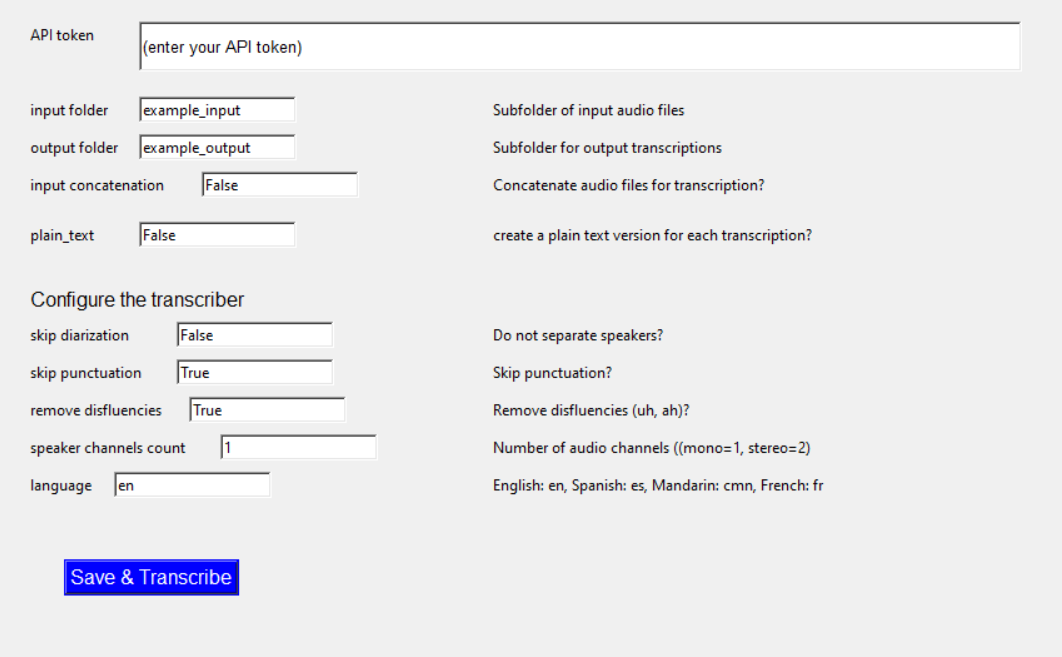 API token (enter your API token)
input folder example_input Subfolder of input audio files
output folder example_output Subfolder for output transcriptions
input concatenation False Concatenate audio files for transcription?
plain_text False create a plain text version for each transcription?
Configure the transcriber
skip diarization False Do not separate speakers?
skip punctuation True Skip punctuation?
remove disfluencies True Remove disfluencies (uh, ah)?
speaker channels count 1 Number of audio channels ((mono=1, stereo=2)
language en English: en, Spanish: es, Mandarin: cmn, French: fr
Save & Transcribe